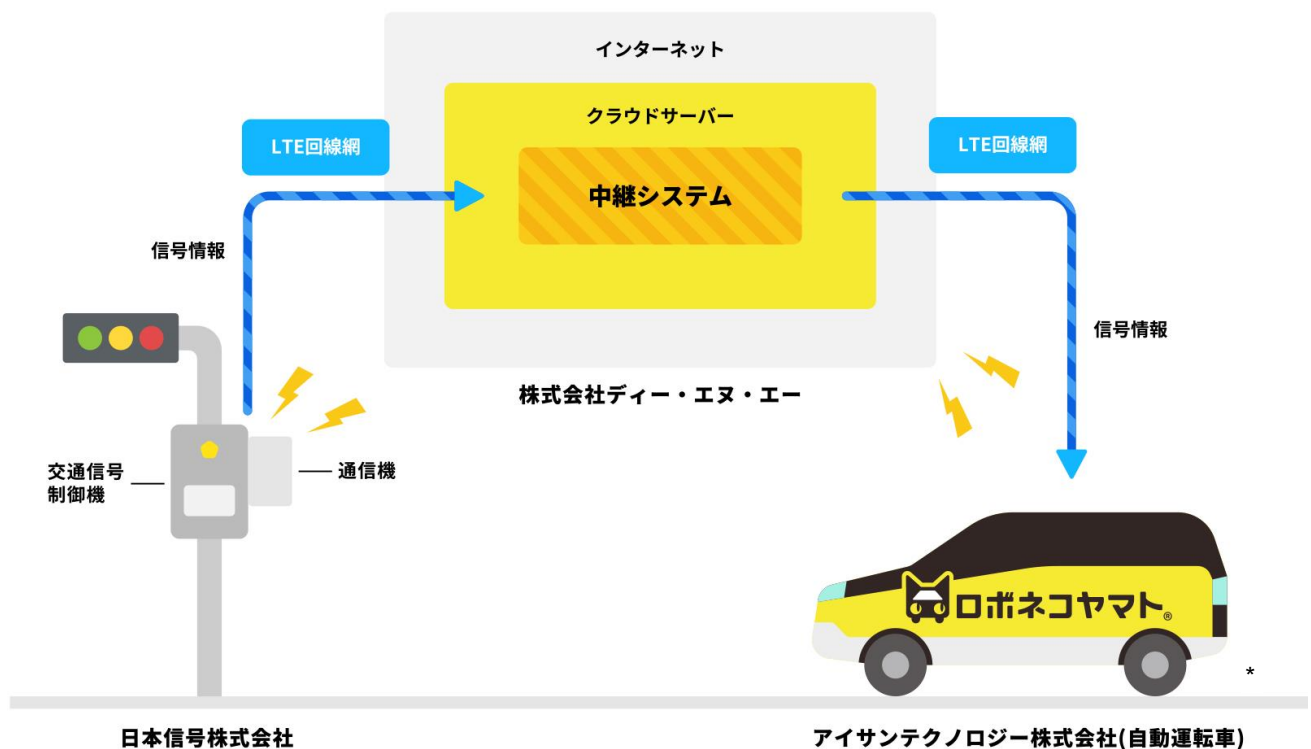 インターネット
クラウドサーバー
LTE回線網
LTE回線網
中継システム
信号情報
信号情報
株式会社ディー・エヌ・エー
交通信号
制御機
通信機
ロボネコヤマト®
*
日本信号株式会社
アイサンテクノロジー株式会社(自動運転車)